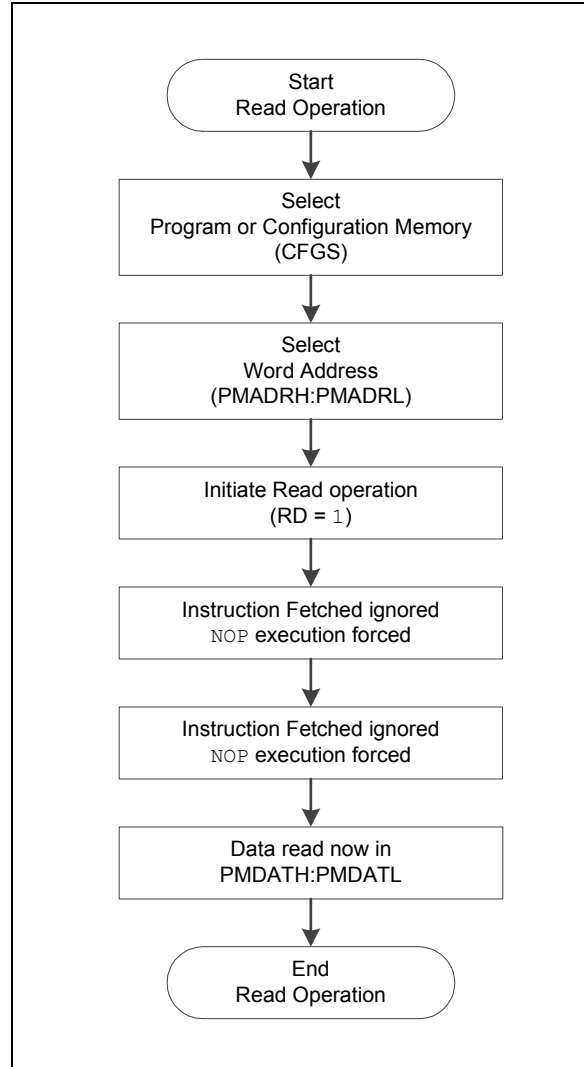 Start
Read Operation
Select
Program or Configuration Memory
(CFGS)
Select
Word Address
(PMADRH:PMADRL)
Initiate Read operation
(RD = 1)
Instruction Fetched ignored
NOP execution forced
Instruction Fetched ignored
NOP execution forced
Data read now in
PMDATH:PMDATL
End
Read Operation